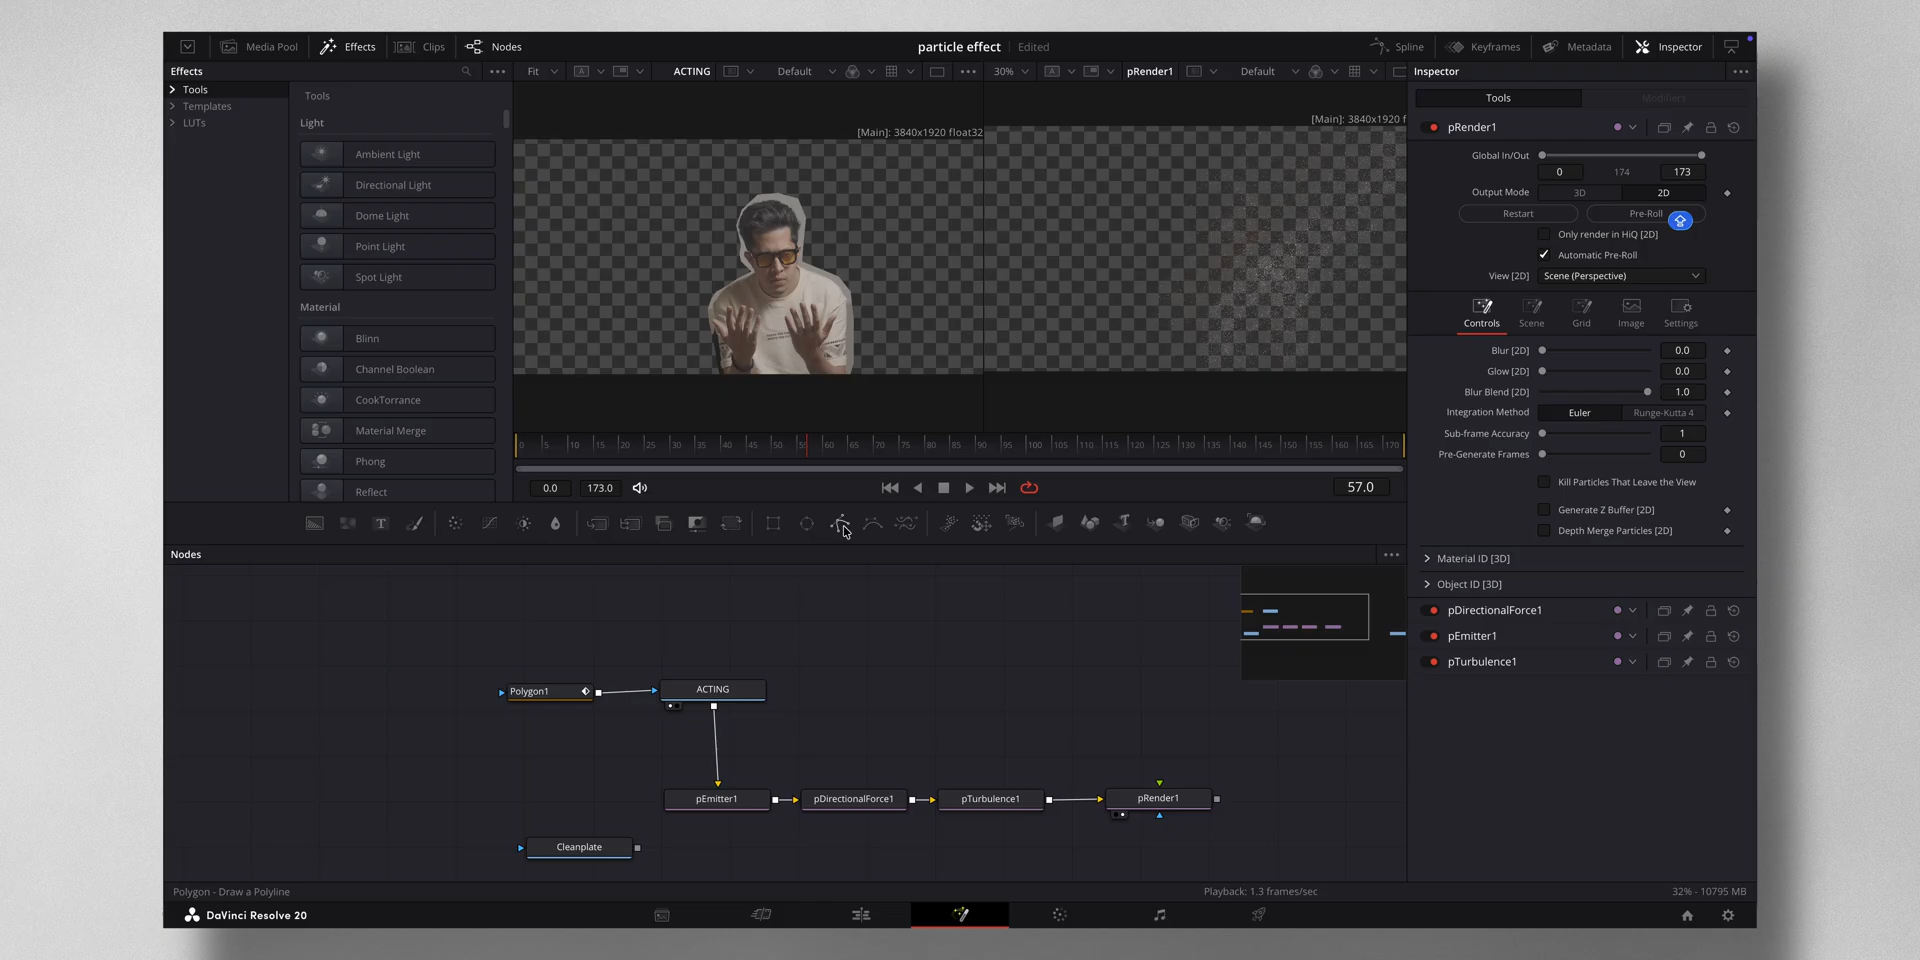 Media Pool
Effects
Clips
Nodes
particle effect
Edited
Spline
Keyframes
Metadata
Inspector
Effects
Fit
ACTING
Default
30%
pRender1
Default
Inspector
Tools
Templates
LUTs
Tools
Light
Ambient Light
Directional Light
Dome Light
Point Light
Spot Light
Material
Blinn
Channel Boolean
CookTorrance
Material Merge
Phong
Reflect
[Main]: 3840x1920 float32
[Main]: 3840x1920 f
Tools
Modifiers
pRender1
Global In/Out
0
174
173
Output Mode
3D
2D
Restart
Pre-Roll
Only render in HiQ [2D]
Automatic Pre-Roll
View [2D]
Scene (Perspective)
Controls
Scene
Grid
Image
Settings
Blur [2D]
0.0
Glow [2D]
0.0
Blur Blend [2D]
1.0
Integration Method
Euler
Runge-Kutta 4
Sub-frame Accuracy
1
Pre-Generate Frames
0
Kill Particles That Leave the View
Generate Z Buffer [2D]
Depth Merge Particles [2D]
Material ID [3D]
Object ID [3D]
pDirectionalForce1
pEmitter1
pTurbulence1
0 5 10 15 20 25 30 35 40 45 50 55 60 65 70 75 80 85 90 95 100 105 110 115 120 125 130 135 140 145 150 155 160 165 170
0.0
173.0
57.0
Nodes
Polygon1
ACTING
pEmitter1
pDirectionalForce1
pTurbulence1
pRender1
Cleanplate
Polygon - Draw a Polyline
Playback: 1.3 frames/sec
32% - 10795 MB
DaVinci Resolve 20